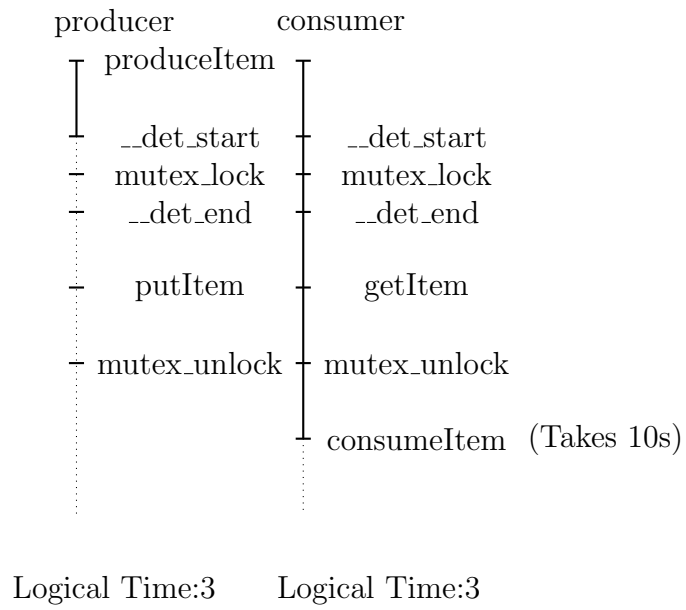 producer consumer
produceItem
__det_start __det_start
mutex_lock mutex_lock
__det_end __det_end
putItem getItem
mutex_unlock mutex_unlock
consumeItem (Takes 10s)
Logical Time:3 Logical Time:3